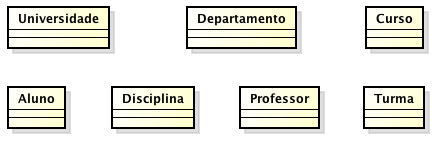 Universidade
Departamento
Curso
Aluno
Disciplina
Professor
Turma